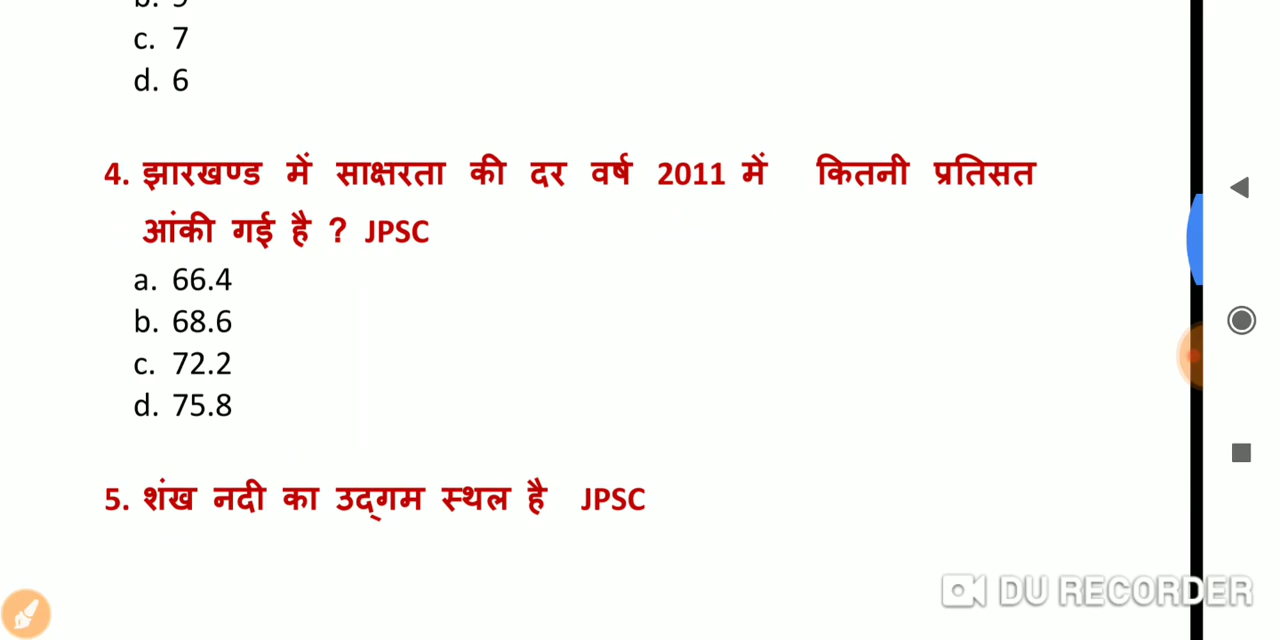 c. 7
d. 6
4. झारखण्ड में साक्षरता की दर वर्ष 2011 में कितनी प्रतिसत
आंकी गई है ? JPSC
a. 66.4
b. 68.6
c. 72.2
d. 75.8
5. शंख नदी का उद्गम स्थल है JPSC
DU RECORDER